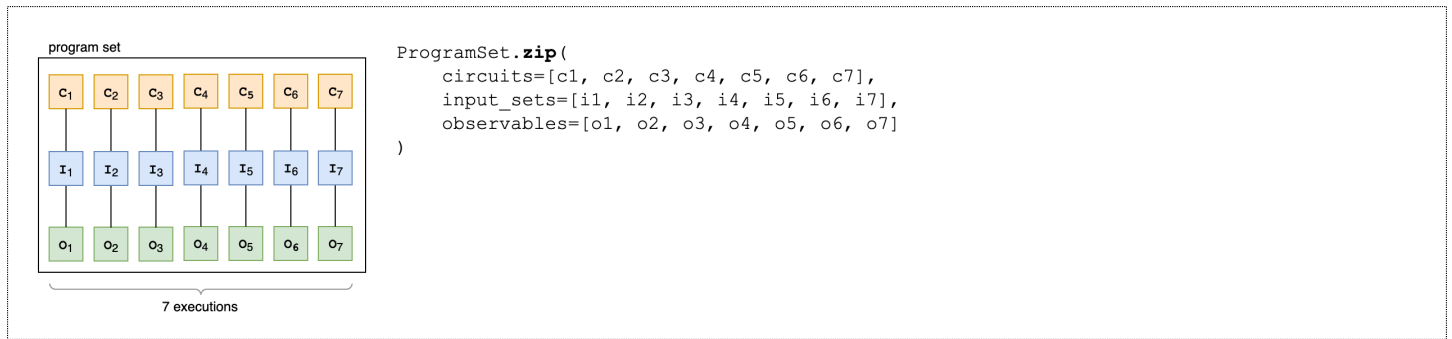 program set
C1 C2 C3 C4 C5 C6 C7
I1 I2 I3 I4 I5 I6 I7
O1 O2 O3 O4 O5 O6 O7
7 executions
ProgramSet.zip(
circuits=[c1, c2, c3, c4, c5, c6, c7],
input_sets=[i1, i2, i3, i4, i5, i6, i7],
observables=[o1, o2, o3, o4, o5, o6, o7]
)